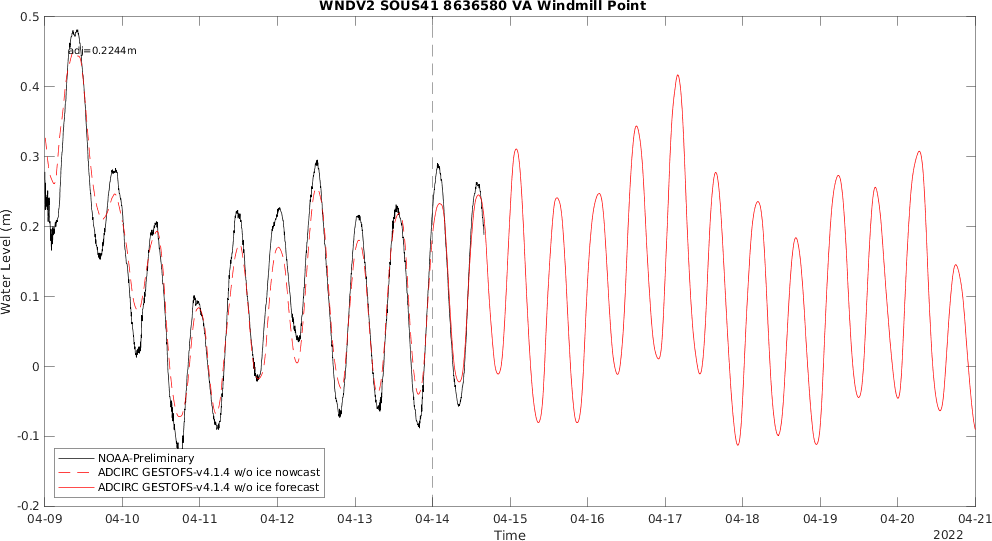 WNDV2 SOUS41 8636580 VA Windmill Point
0.5
adj=0.2244m
0.4
0.3
0.2
Water Level (m)
0.1
0
-0.1
NOAA-Preliminary
ADCIRC GESTOFS-v4.1.4 w/o ice nowcast
ADCIRC GESTOFS-v4.1.4 w/o ice forecast
-0.2
04-09 04-10 04-11 04-12 04-13 04-14 04-15 04-16 04-17 04-18 04-19 04-20 04-21
Time
2022